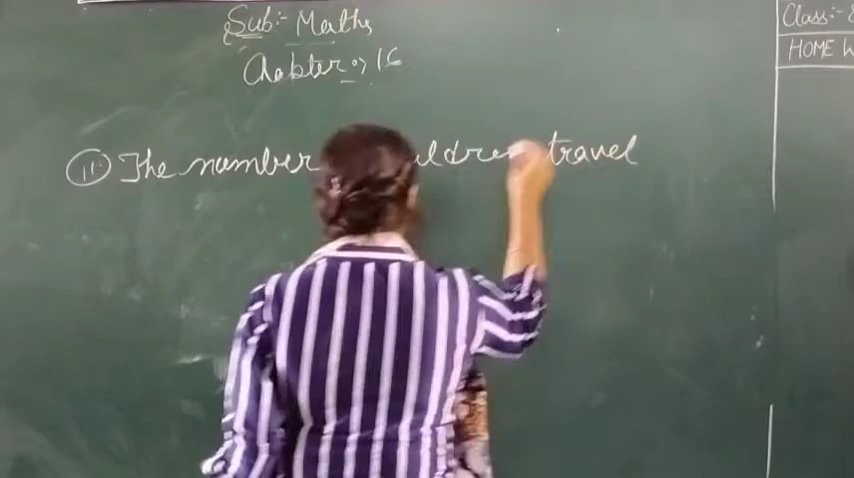 Sub:- Maths
Chapter :> 16
Class:-
HOME
11. The number travel